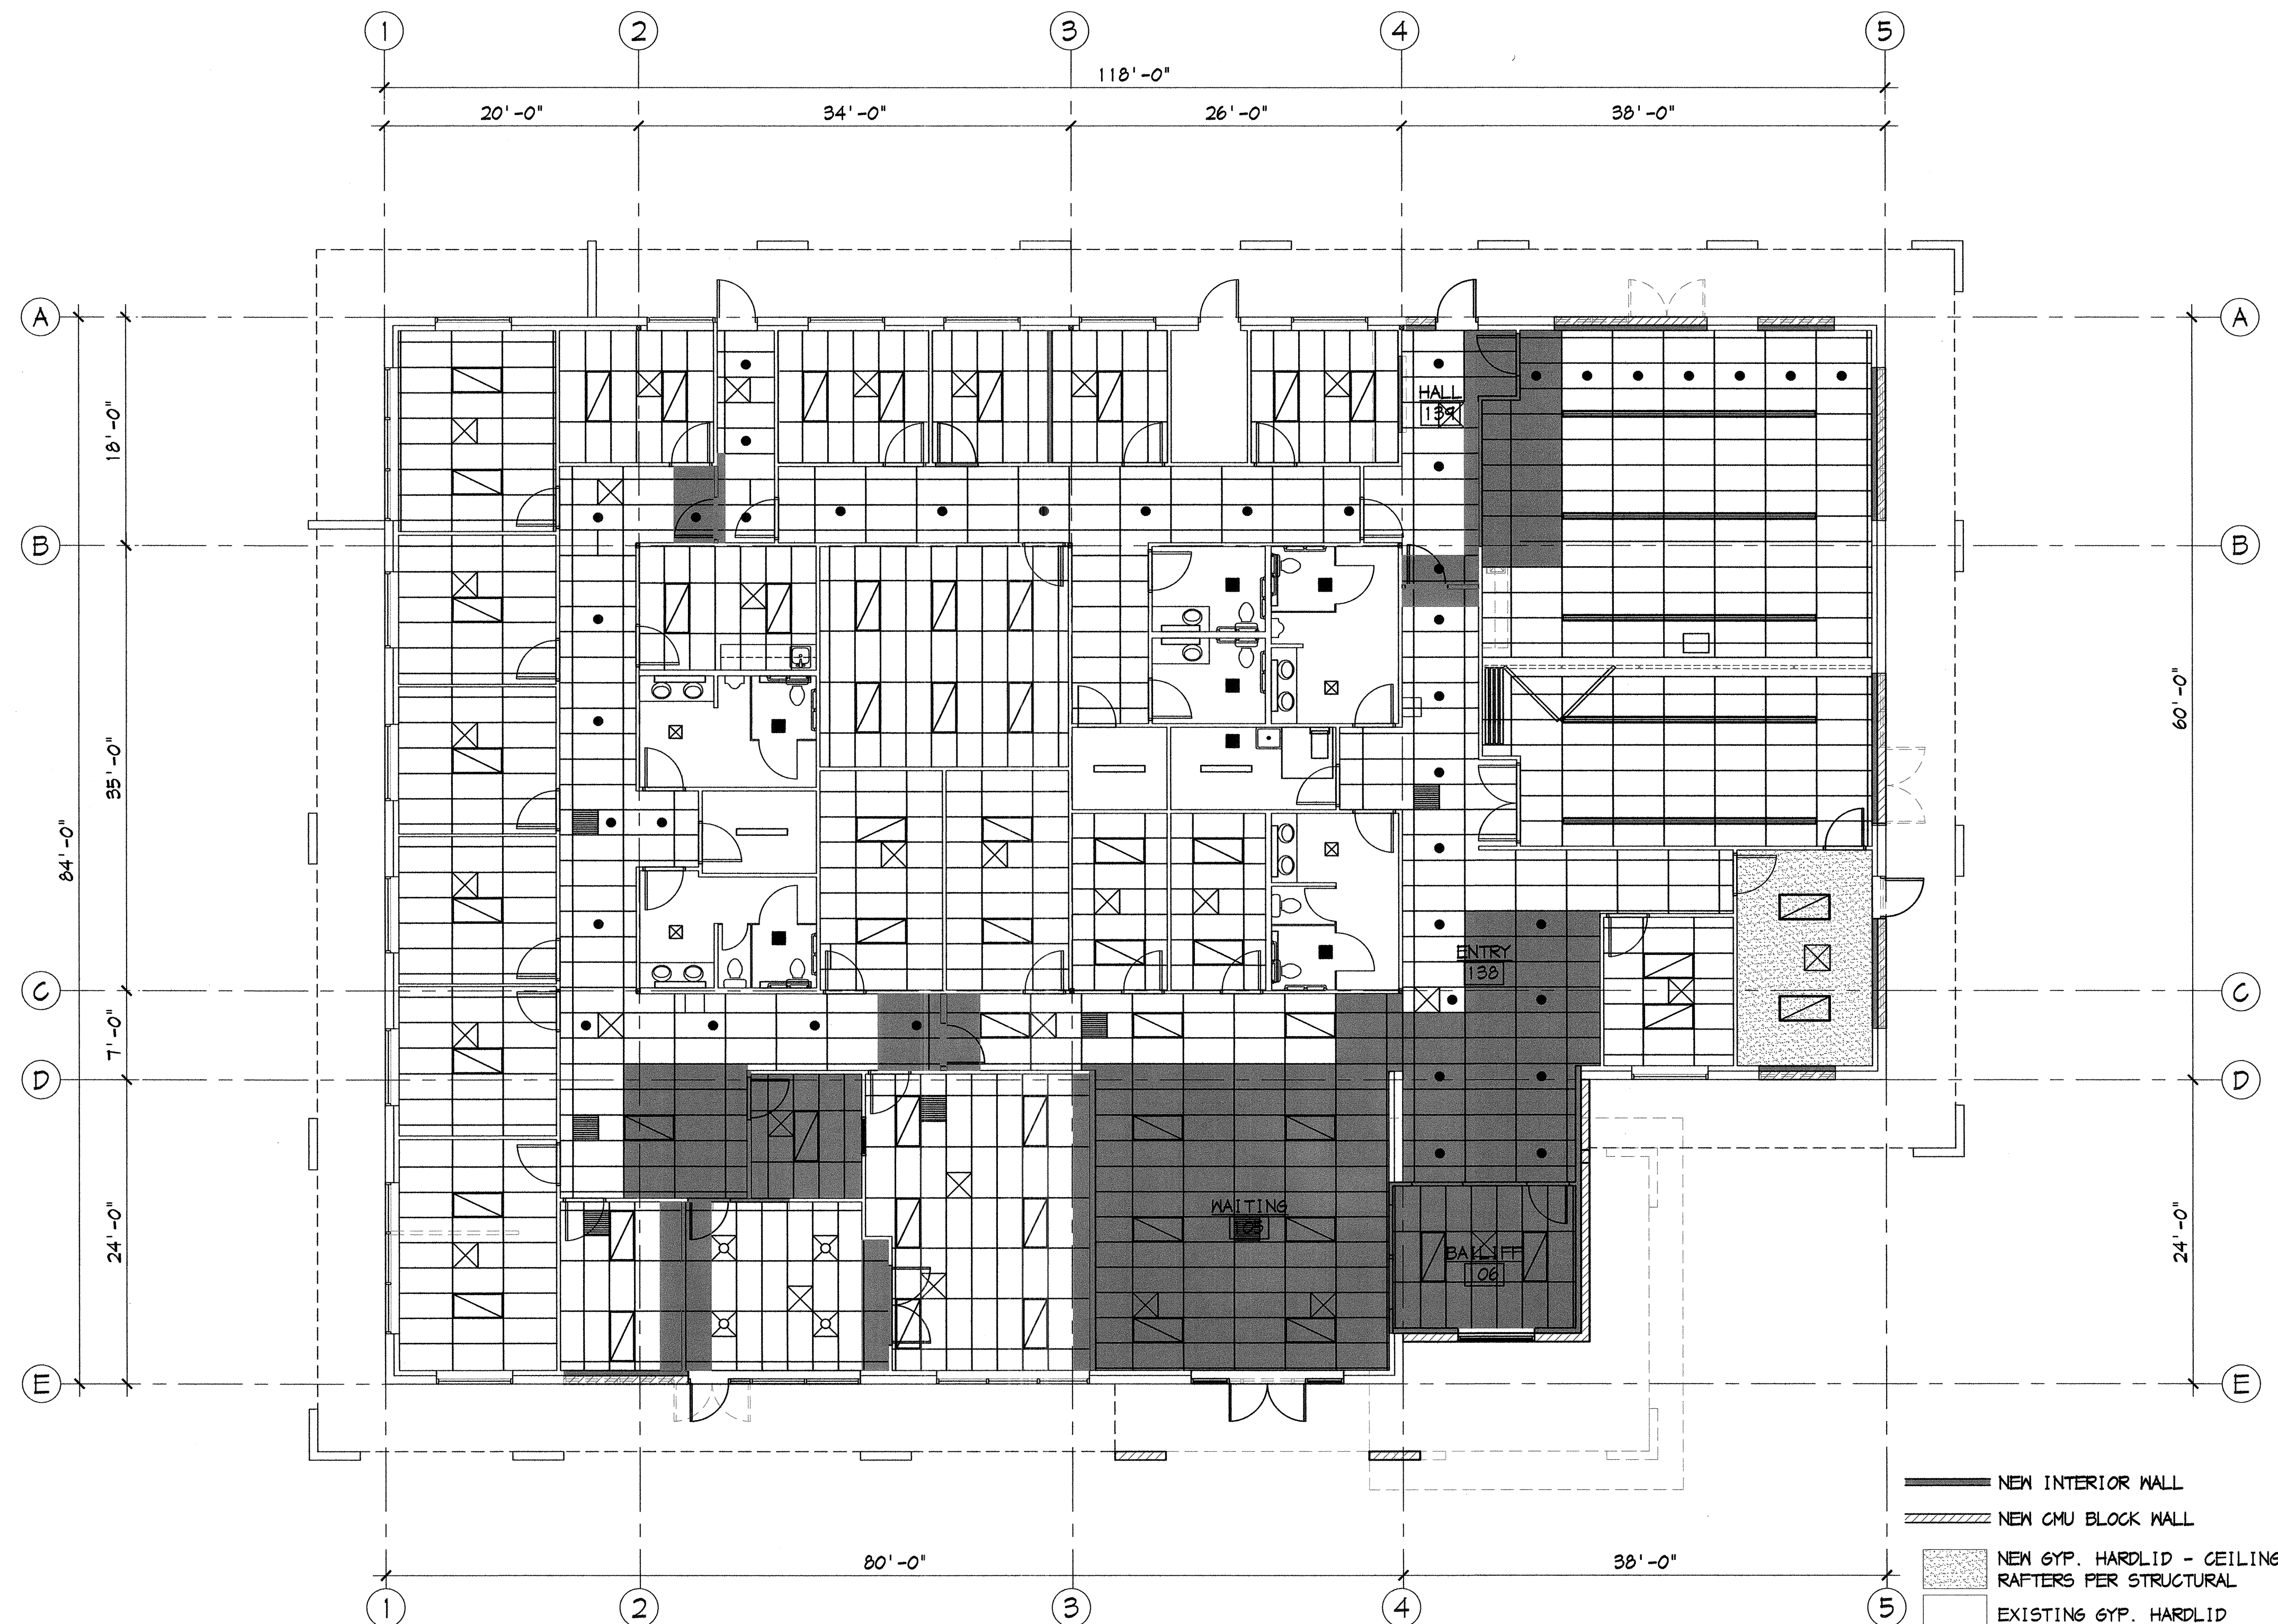 1 2 3 4 5
118'-0"
20'-0" 34'-0" 26'-0" 38'-0"
A A
18'-0"
HALL
139
B B
35'-0"
60'-0"
84'-0"
ENTRY
138
C C
7'-0"
D D
24'-0"
24'-0"
WAITING
105
BAILIFF
06
E E
NEW INTERIOR WALL
NEW CMU BLOCK WALL
80'-0" 38'-0"
NEW GYP. HARDLID - CEILING
RAFTERS PER STRUCTURAL
1 2 3 4 5
EXISTING GYP. HARDLID